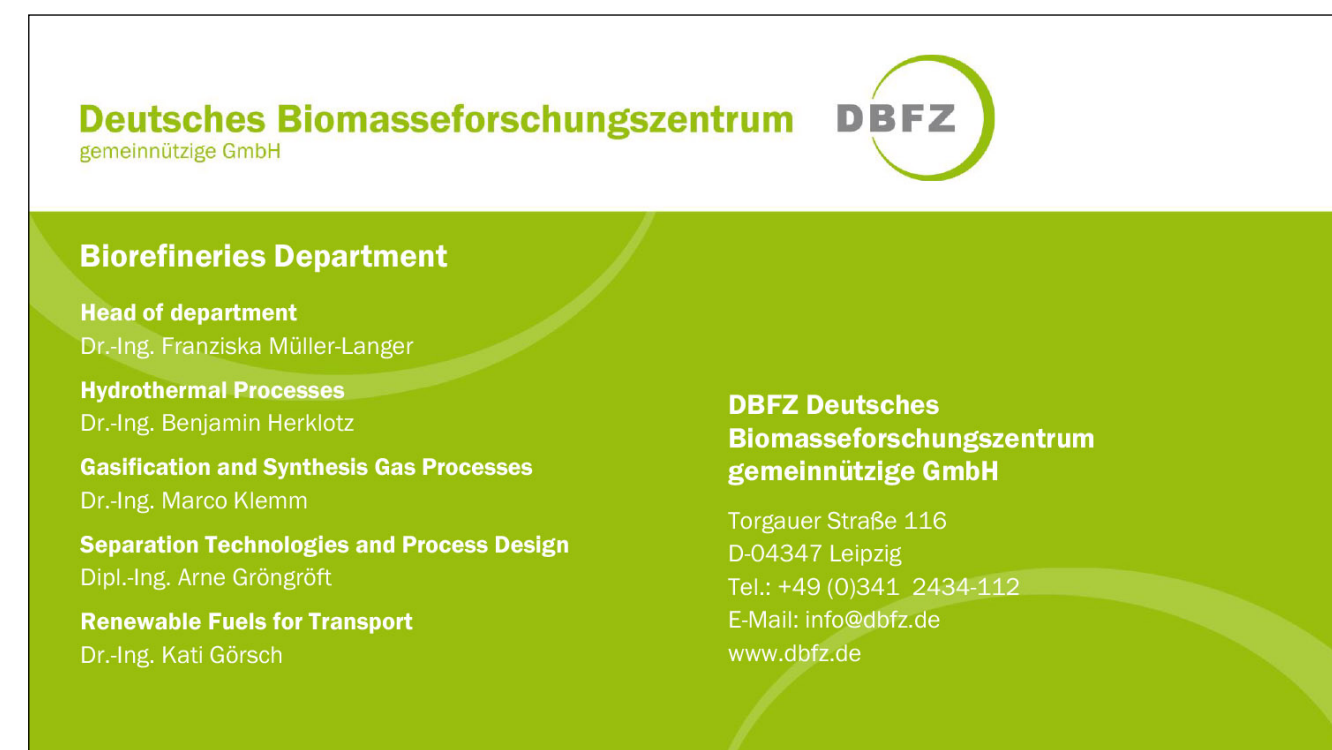 Deutsches Biomasseforschungszentrum
gemeinnützige GmbH
DBFZ
Biorefineries Department
Head of department
Dr.-Ing. Franziska Müller-Langer
Hydrothermal Processes
Dr.-Ing. Benjamin Herklotz
Gasification and Synthesis Gas Processes
Dr.-Ing. Marco Klemm
Separation Technologies and Process Design
Dipl.-Ing. Arne Gröngröft
Renewable Fuels for Transport
Dr.-Ing. Kati Görsch
DBFZ Deutsches
Biomasseforschungszentrum
gemeinnützige GmbH
Torgauer Straße 116
D-04347 Leipzig
Tel.: +49 (0)341 2434-112
E-Mail: info@dbfz.de
www.dbfz.de